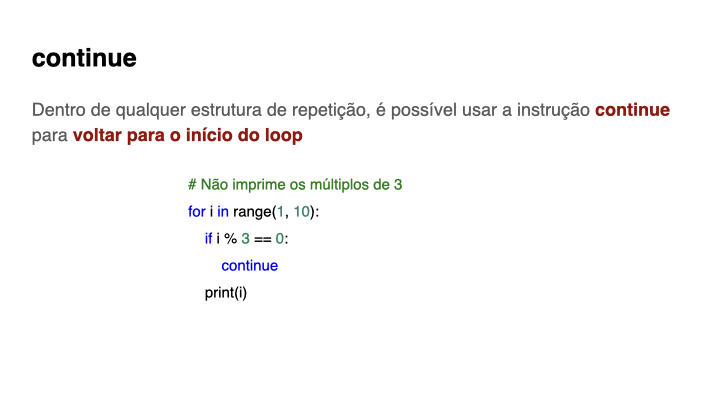 continue
Dentro de qualquer estrutura de repetição, é possível usar a instrução continue
para voltar para o início do loop
# Não imprime os múltiplos de 3
for i in range(1, 10):
    if i % 3 == 0:
        continue
    print(i)